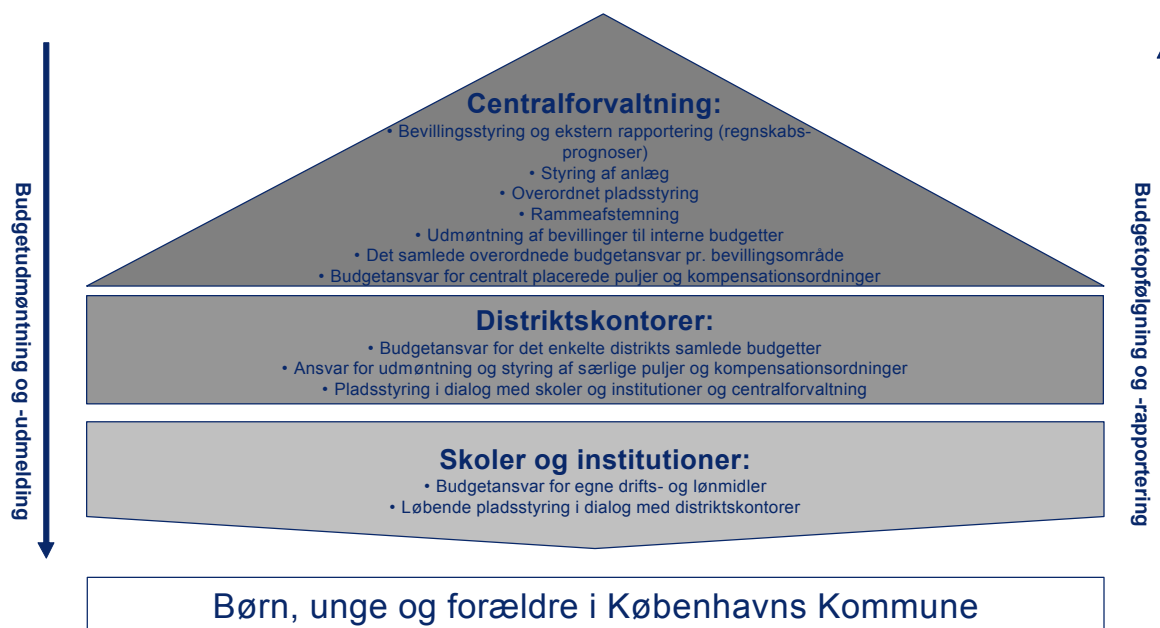 Centralforvaltning:
• Bevillingsstyring og ekstern rapportering (regnskabs-
prognoser)
• Styring af anlæg
• Overordnet pladsstyring
• Rammeafstemning
• Udmøntning af bevillinger til interne budgetter
• Det samlede overordnede budgetansvar pr. bevillingsområde
• Budgetansvar for centralt placerede puljer og kompensationsordninger
Budgetudmøntning og -udmelding
Budgetopfølgning og -rapportering
Distriktskontorer:
• Budgetansvar for det enkelte distrikts samlede budgetter
• Ansvar for udmøntning og styring af særlige puljer og kompensationsordninger
• Pladsstyring i dialog med skoler og institutioner og centralforvaltning
Skoler og institutioner:
• Budgetansvar for egne drifts- og lønmidler
• Løbende pladsstyring i dialog med distriktskontorer
Børn, unge og forældre i Københavns Kommune